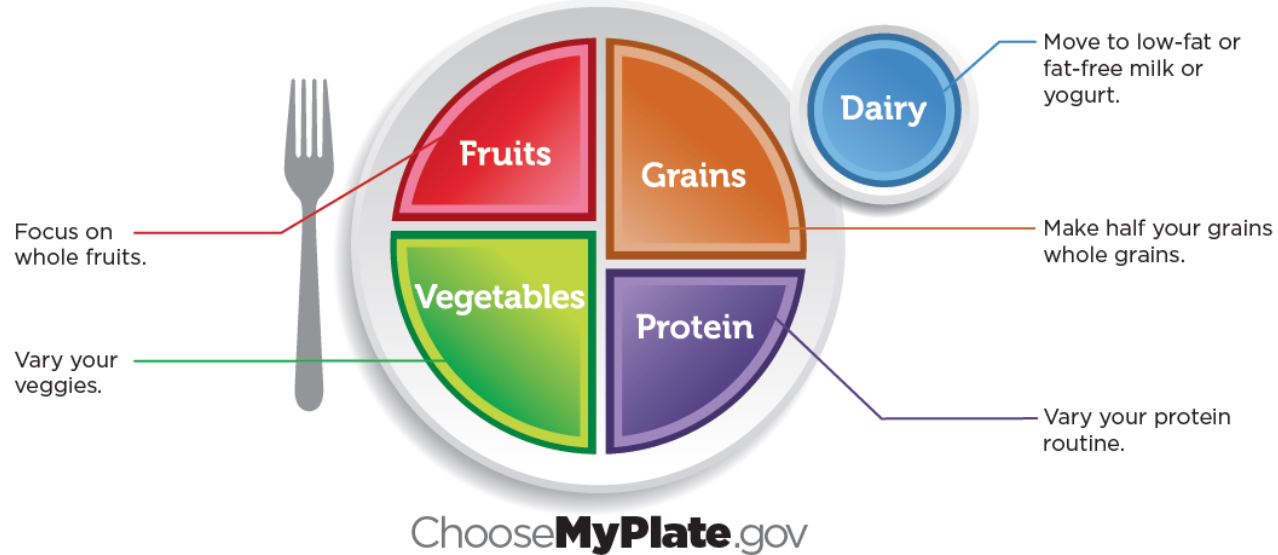 Fruits
Grains
Dairy
Vegetables
Protein
Move to low-fat or
fat-free milk or
yogurt.
Focus on
whole fruits.
Make half your grains
whole grains.
Vary your
veggies.
Vary your protein
routine.
ChooseMyPlate.gov